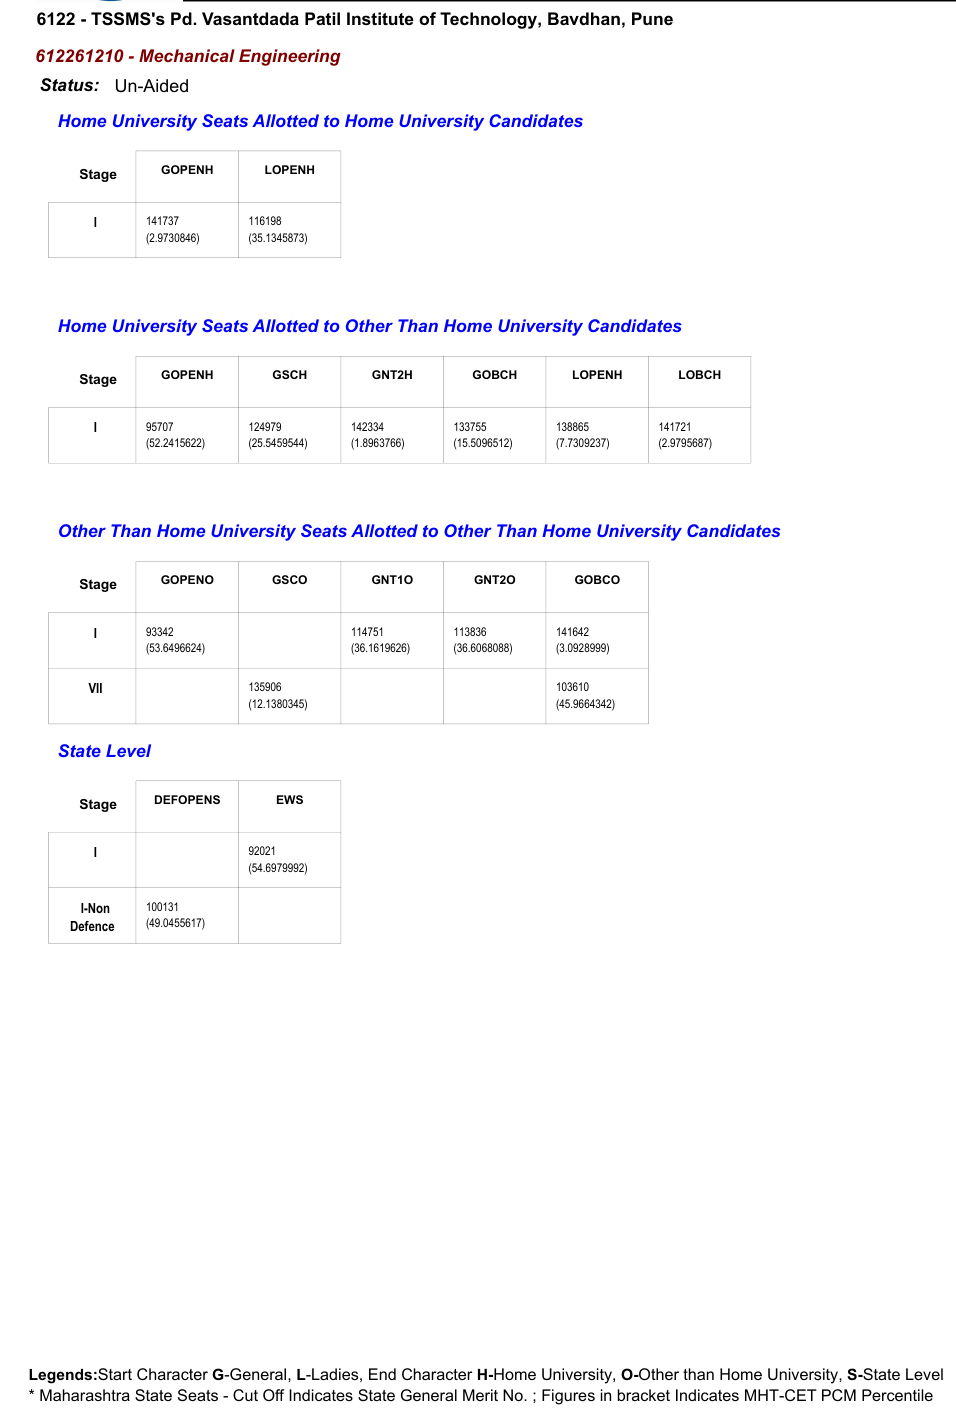 6122 - TSSMS's Pd. Vasantdada Patil Institute of Technology, Bavdhan, Pune
612261210 - Mechanical Engineering
Status: Un-Aided
Home University Seats Allotted to Home University Candidates
Stage GOPENH LOPENH
I 141737 116198
(2.9730846) (35.1345873)
Home University Seats Allotted to Other Than Home University Candidates
Stage GOPENH GSCH GNT2H GOBCH LOPENH LOBCH
I 95707 124979 142334 133755 138865 141721
(52.2415622) (25.5459544) (1.8963766) (15.5096512) (7.7309237) (2.9795687)
Other Than Home University Seats Allotted to Other Than Home University Candidates
Stage GOPENO GSCO GNT1O GNT2O GOBCO
I 93342 114751 113836 141642
(53.6496624) (36.1619626) (36.6068088) (3.0928999)
VII 135906 103610
(12.1380345) (45.9664342)
State Level
Stage DEFOPENS EWS
I 92021
(54.6979992)
I-Non 100131
Defence (49.0455617)
Legends:Start Character G-General, L-Ladies, End Character H-Home University, O-Other than Home University, S-State Level
* Maharashtra State Seats - Cut Off Indicates State General Merit No. ; Figures in bracket Indicates MHT-CET PCM Percentile